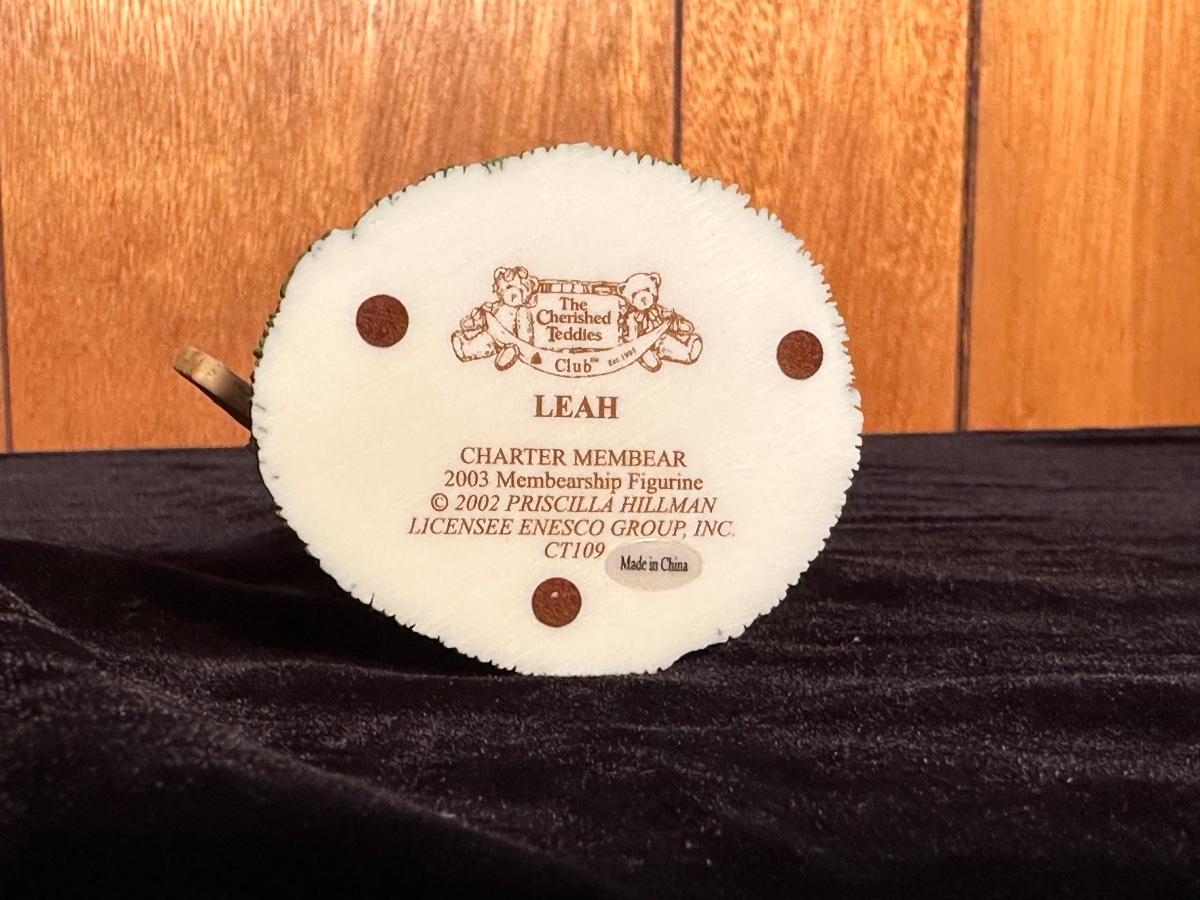 The
Cherished
Teddies
Club™ Est. 1995
LEAH
CHARTER MEMBEAR
2003 Membearship Figurine
© 2002 PRISCILLA HILLMAN
LICENSEE ENESCO GROUP, INC.
CT109
Made in China